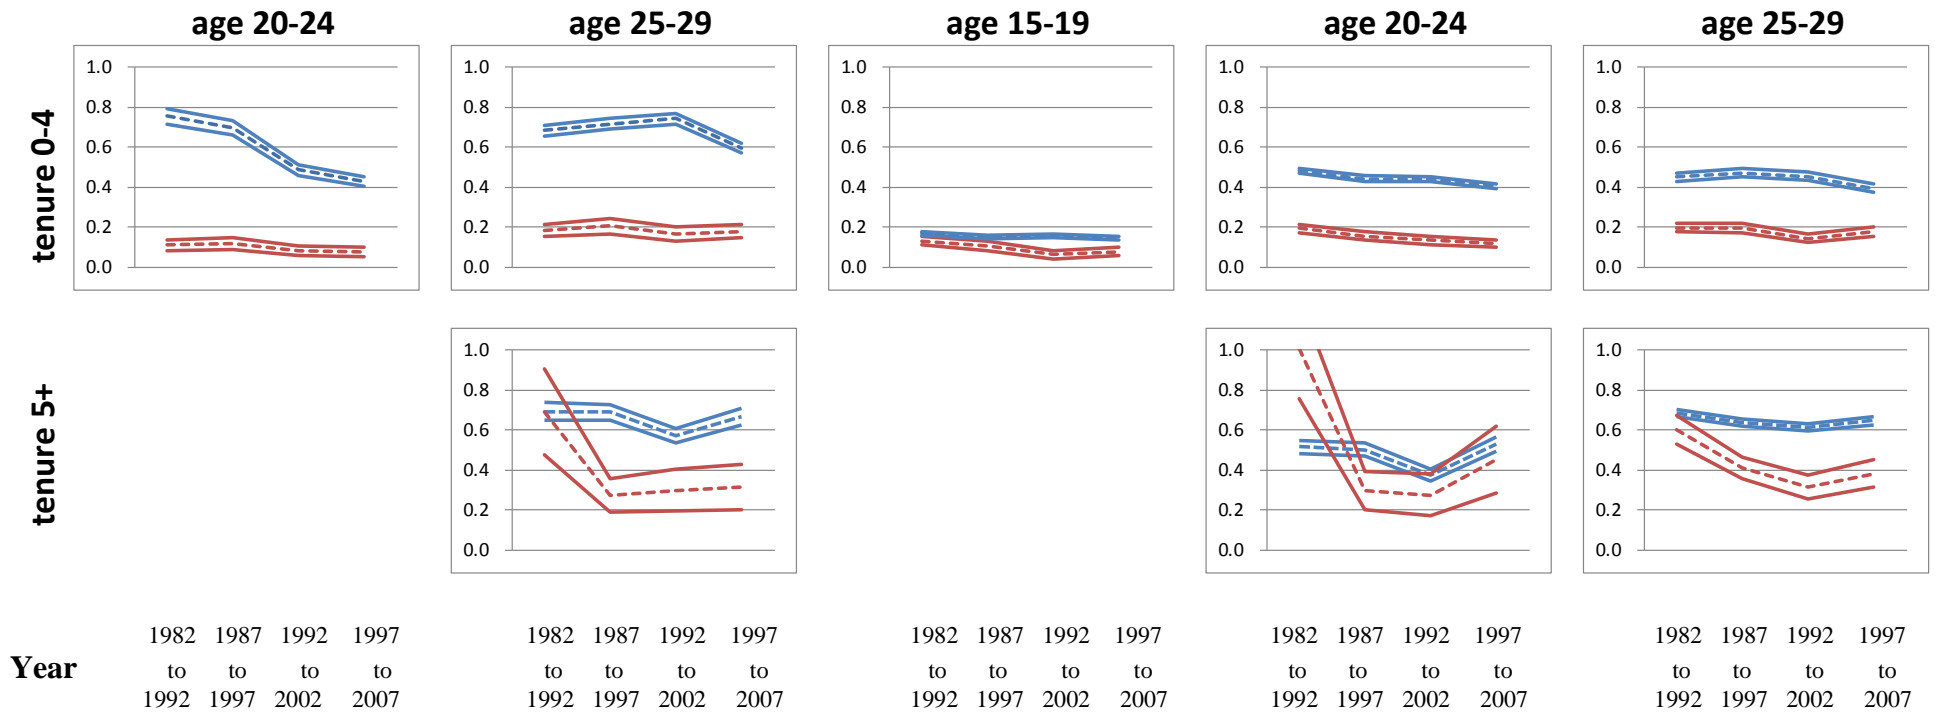 age 20-24 age 25-29 age 15-19 age 20-24 age 25-29
tenure 0-4
1.0 1.0 1.0 1.0 1.0
0.8 0.8 0.8 0.8 0.8
0.6 0.6 0.6 0.6 0.6
0.4 0.4 0.4 0.4 0.4
0.2 0.2 0.2 0.2 0.2
0.0 0.0 0.0 0.0 0.0
tenure 5+
1.0 1.0 1.0
0.8 0.8 0.8
0.6 0.6 0.6
0.4 0.4 0.4
0.2 0.2 0.2
0.0 0.0 0.0
1982 1987 1992 1997 1982 1987 1992 1997 1982 1987 1992 1997 1982 1987 1992 1997 1982 1987 1992 1997
Year to to to to to to to to to to to to to to to to to to to to
1992 1997 2002 2007 1992 1997 2002 2007 1992 1997 2002 2007 1992 1997 2002 2007 1992 1997 2002 2007